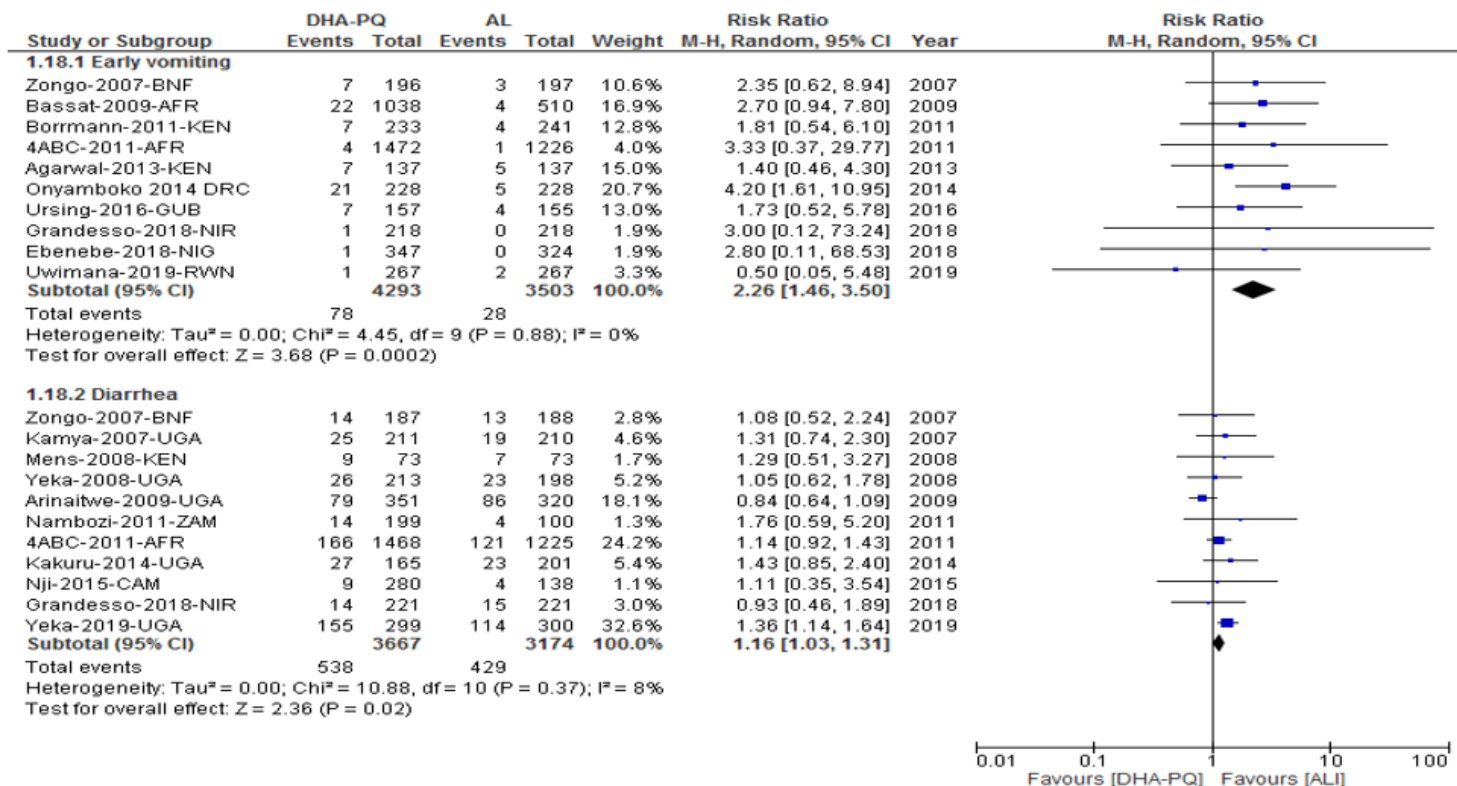 DHA-PQ AL Risk Ratio Risk Ratio
Study or Subgroup Events Total Events Total Weight M-H, Random, 95% CI Year M-H, Random, 95% CI
1.18.1 Early vomiting
Zongo-2007-BNF 7 196 3 197 10.6% 2.35 [0.62, 8.94] 2007
Bassat-2009-AFR 22 1038 4 510 16.9% 2.70 [0.94, 7.80] 2009
Borrmann-2011-KEN 7 233 4 241 12.8% 1.81 [0.54, 6.10] 2011
4ABC-2011-AFR 4 1472 1 1226 4.0% 3.33 [0.37, 29.77] 2011
Agarwal-2013-KEN 7 137 5 137 15.0% 1.40 [0.46, 4.30] 2013
Onyamboko 2014 DRC 21 228 5 228 20.7% 4.20 [1.61, 10.95] 2014
Ursing-2016-GUB 7 157 4 155 13.0% 1.73 [0.52, 5.78] 2016
Grandesso-2018-NIR 1 218 0 218 1.9% 3.00 [0.12, 73.24] 2018
Ebenebe-2018-NIG 1 347 0 324 1.9% 2.80 [0.11, 68.53] 2018
Uwimana-2019-RWN 1 267 2 267 3.3% 0.50 [0.05, 5.48] 2019
Subtotal (95% CI) 4293 3503 100.0% 2.26 [1.46, 3.50]
Total events 78 28
Heterogeneity: Tau² = 0.00; Chi² = 4.45, df = 9 (P = 0.88); I² = 0%
Test for overall effect: Z = 3.68 (P = 0.0002)
1.18.2 Diarrhea
Zongo-2007-BNF 14 187 13 188 2.8% 1.08 [0.52, 2.24] 2007
Kamya-2007-UGA 25 211 19 210 4.6% 1.31 [0.74, 2.30] 2007
Mens-2008-KEN 9 73 7 73 1.7% 1.29 [0.51, 3.27] 2008
Yeka-2008-UGA 26 213 23 198 5.2% 1.05 [0.62, 1.78] 2008
Arinaitwe-2009-UGA 79 351 86 320 18.1% 0.84 [0.64, 1.09] 2009
Nambozi-2011-ZAM 14 199 4 100 1.3% 1.76 [0.59, 5.20] 2011
4ABC-2011-AFR 166 1468 121 1225 24.2% 1.14 [0.92, 1.43] 2011
Kakuru-2014-UGA 27 165 23 201 5.4% 1.43 [0.85, 2.40] 2014
Nji-2015-CAM 9 280 4 138 1.1% 1.11 [0.35, 3.54] 2015
Grandesso-2018-NIR 14 221 15 221 3.0% 0.93 [0.46, 1.89] 2018
Yeka-2019-UGA 155 299 114 300 32.6% 1.36 [1.14, 1.64] 2019
Subtotal (95% CI) 3667 3174 100.0% 1.16 [1.03, 1.31]
Total events 538 429
Heterogeneity: Tau² = 0.00; Chi² = 10.88, df = 10 (P = 0.37); I² = 8%
Test for overall effect: Z = 2.36 (P = 0.02)
0.01 0.1 1 10 100
Favours [DHA-PQ] Favours [ALI]